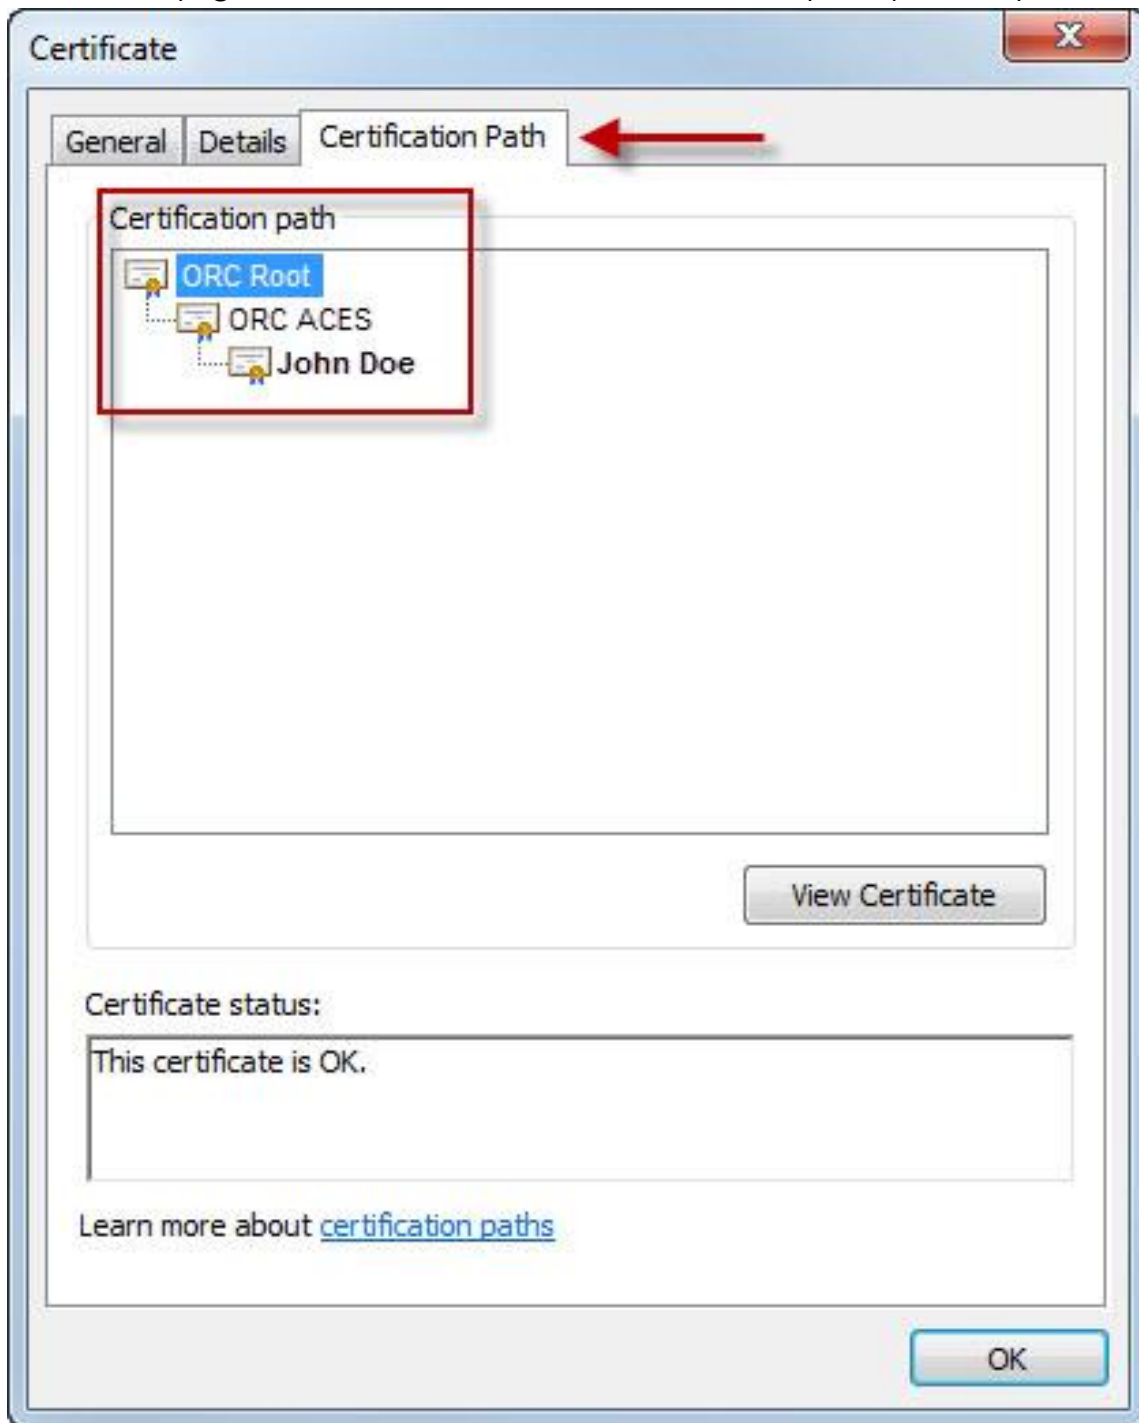 Certificate
General Details Certification Path
Certification path
ORC Root
ORC ACES
John Doe
View Certificate
Certificate status:
This certificate is OK.
Learn more about certification paths
OK